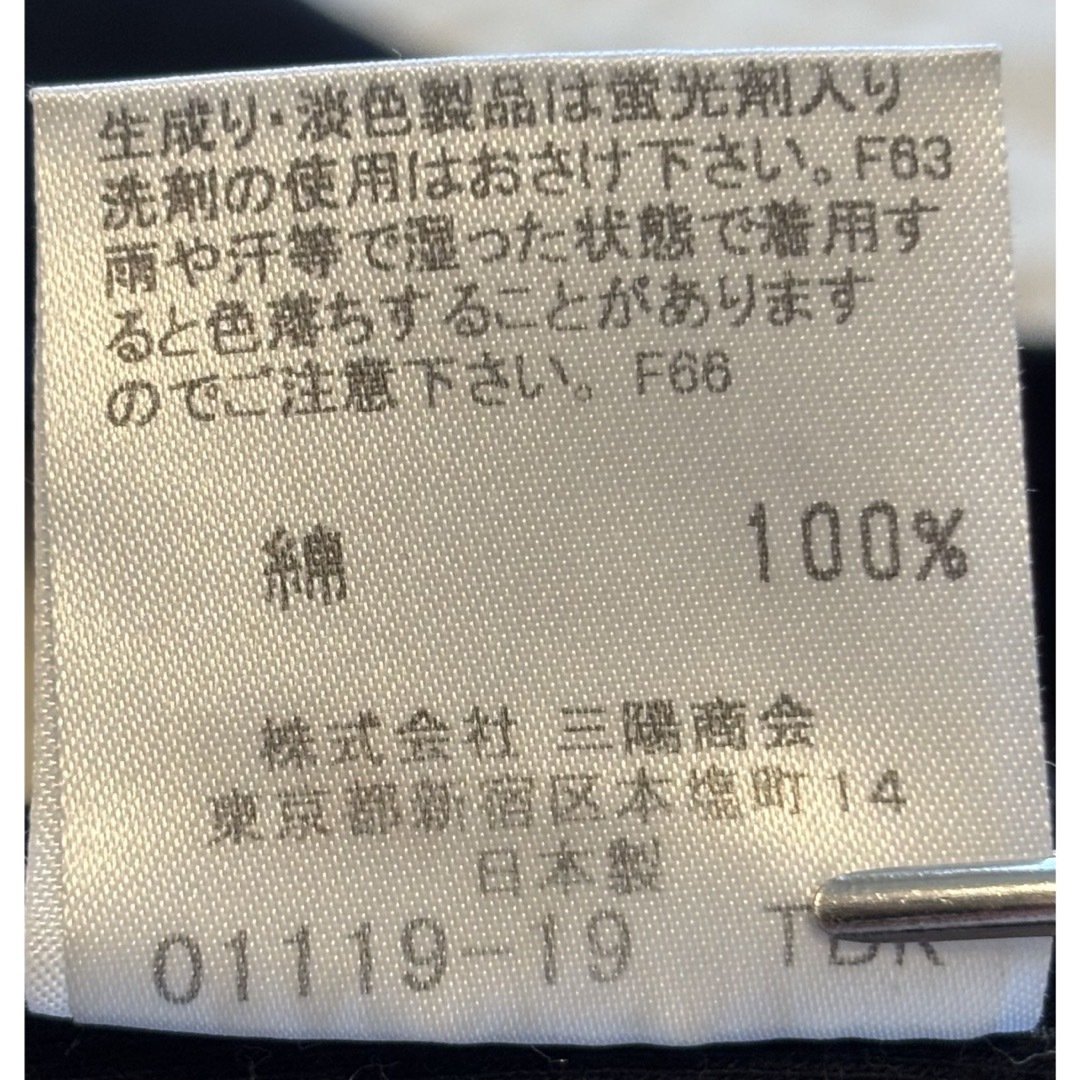 生成り・淡色製品は蛍光剤入り
洗剤の使用はおさけ下さい。F63
雨や汗等で湿った状態で着用す
ると色落ちすることがあります
のでご注意下さい。F66
綿 100%
株式会社 三陽商会
東京都新宿区本塩町14
日本製
01119-19